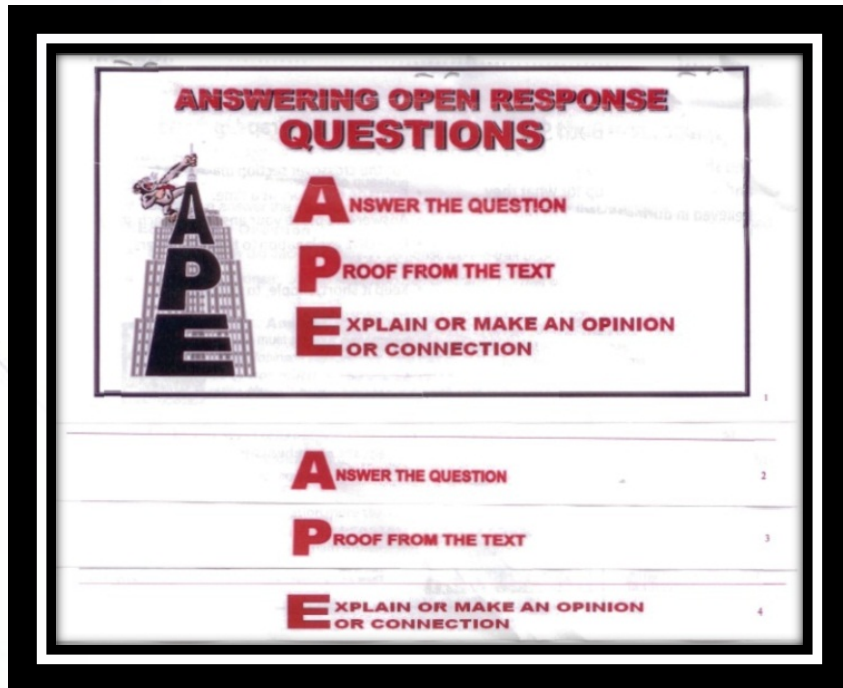 ANSWERING OPEN RESPONSE
QUESTIONS
APE
ANSWER THE QUESTION
PROOF FROM THE TEXT
EXPLAIN OR MAKE AN OPINION
OR CONNECTION
1
ANSWER THE QUESTION 2
PROOF FROM THE TEXT 3
EXPLAIN OR MAKE AN OPINION
OR CONNECTION 4